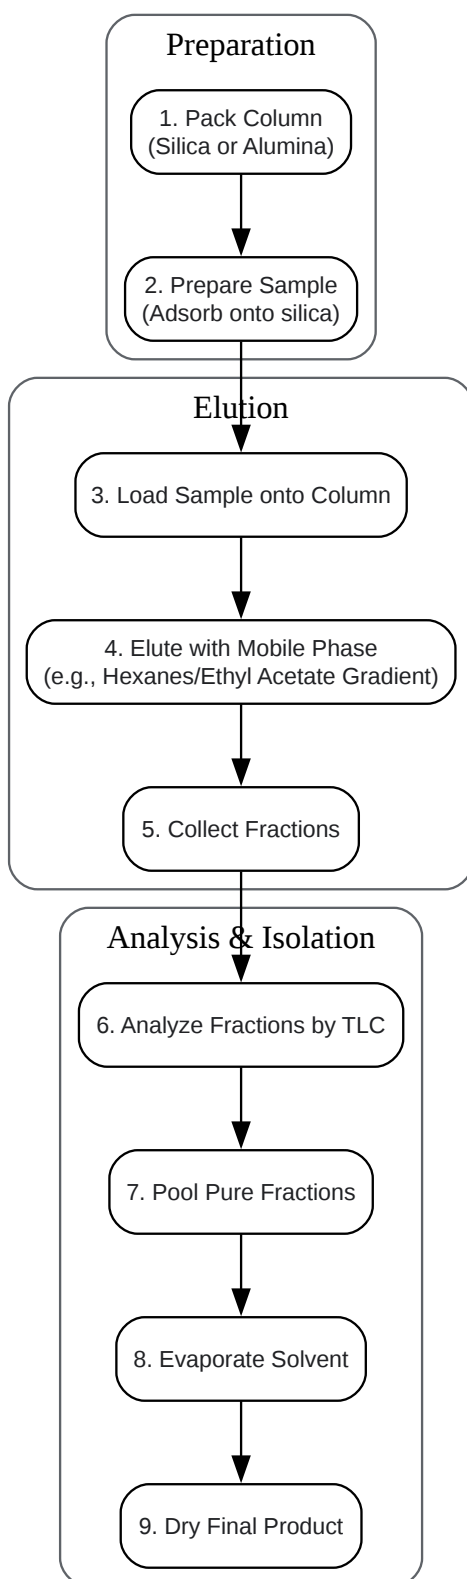 Preparation
1. Pack Column
(Silica or Alumina)
2. Prepare Sample
(Adsorb onto silica)
Elution
3. Load Sample onto Column
4. Elute with Mobile Phase
(e.g., Hexanes/Ethyl Acetate Gradient)
5. Collect Fractions
Analysis & Isolation
6. Analyze Fractions by TLC
7. Pool Pure Fractions
8. Evaporate Solvent
9. Dry Final Product